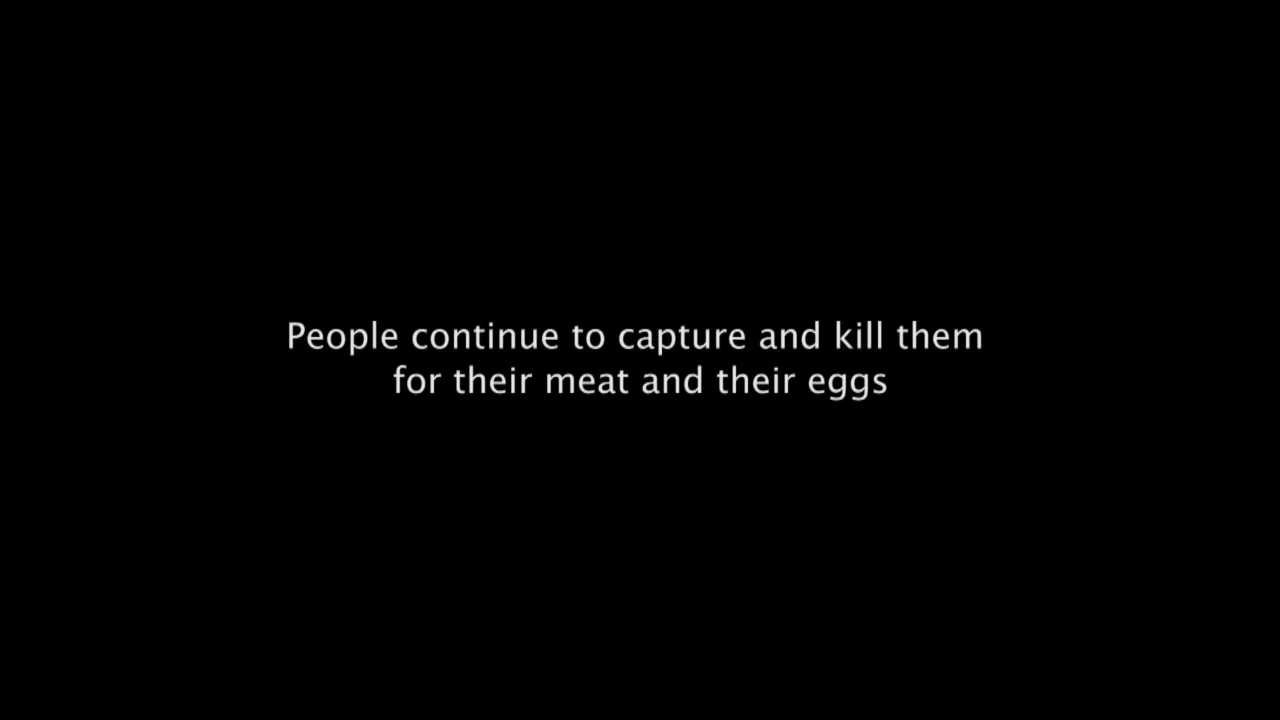 People continue to capture and kill them
for their meat and their eggs